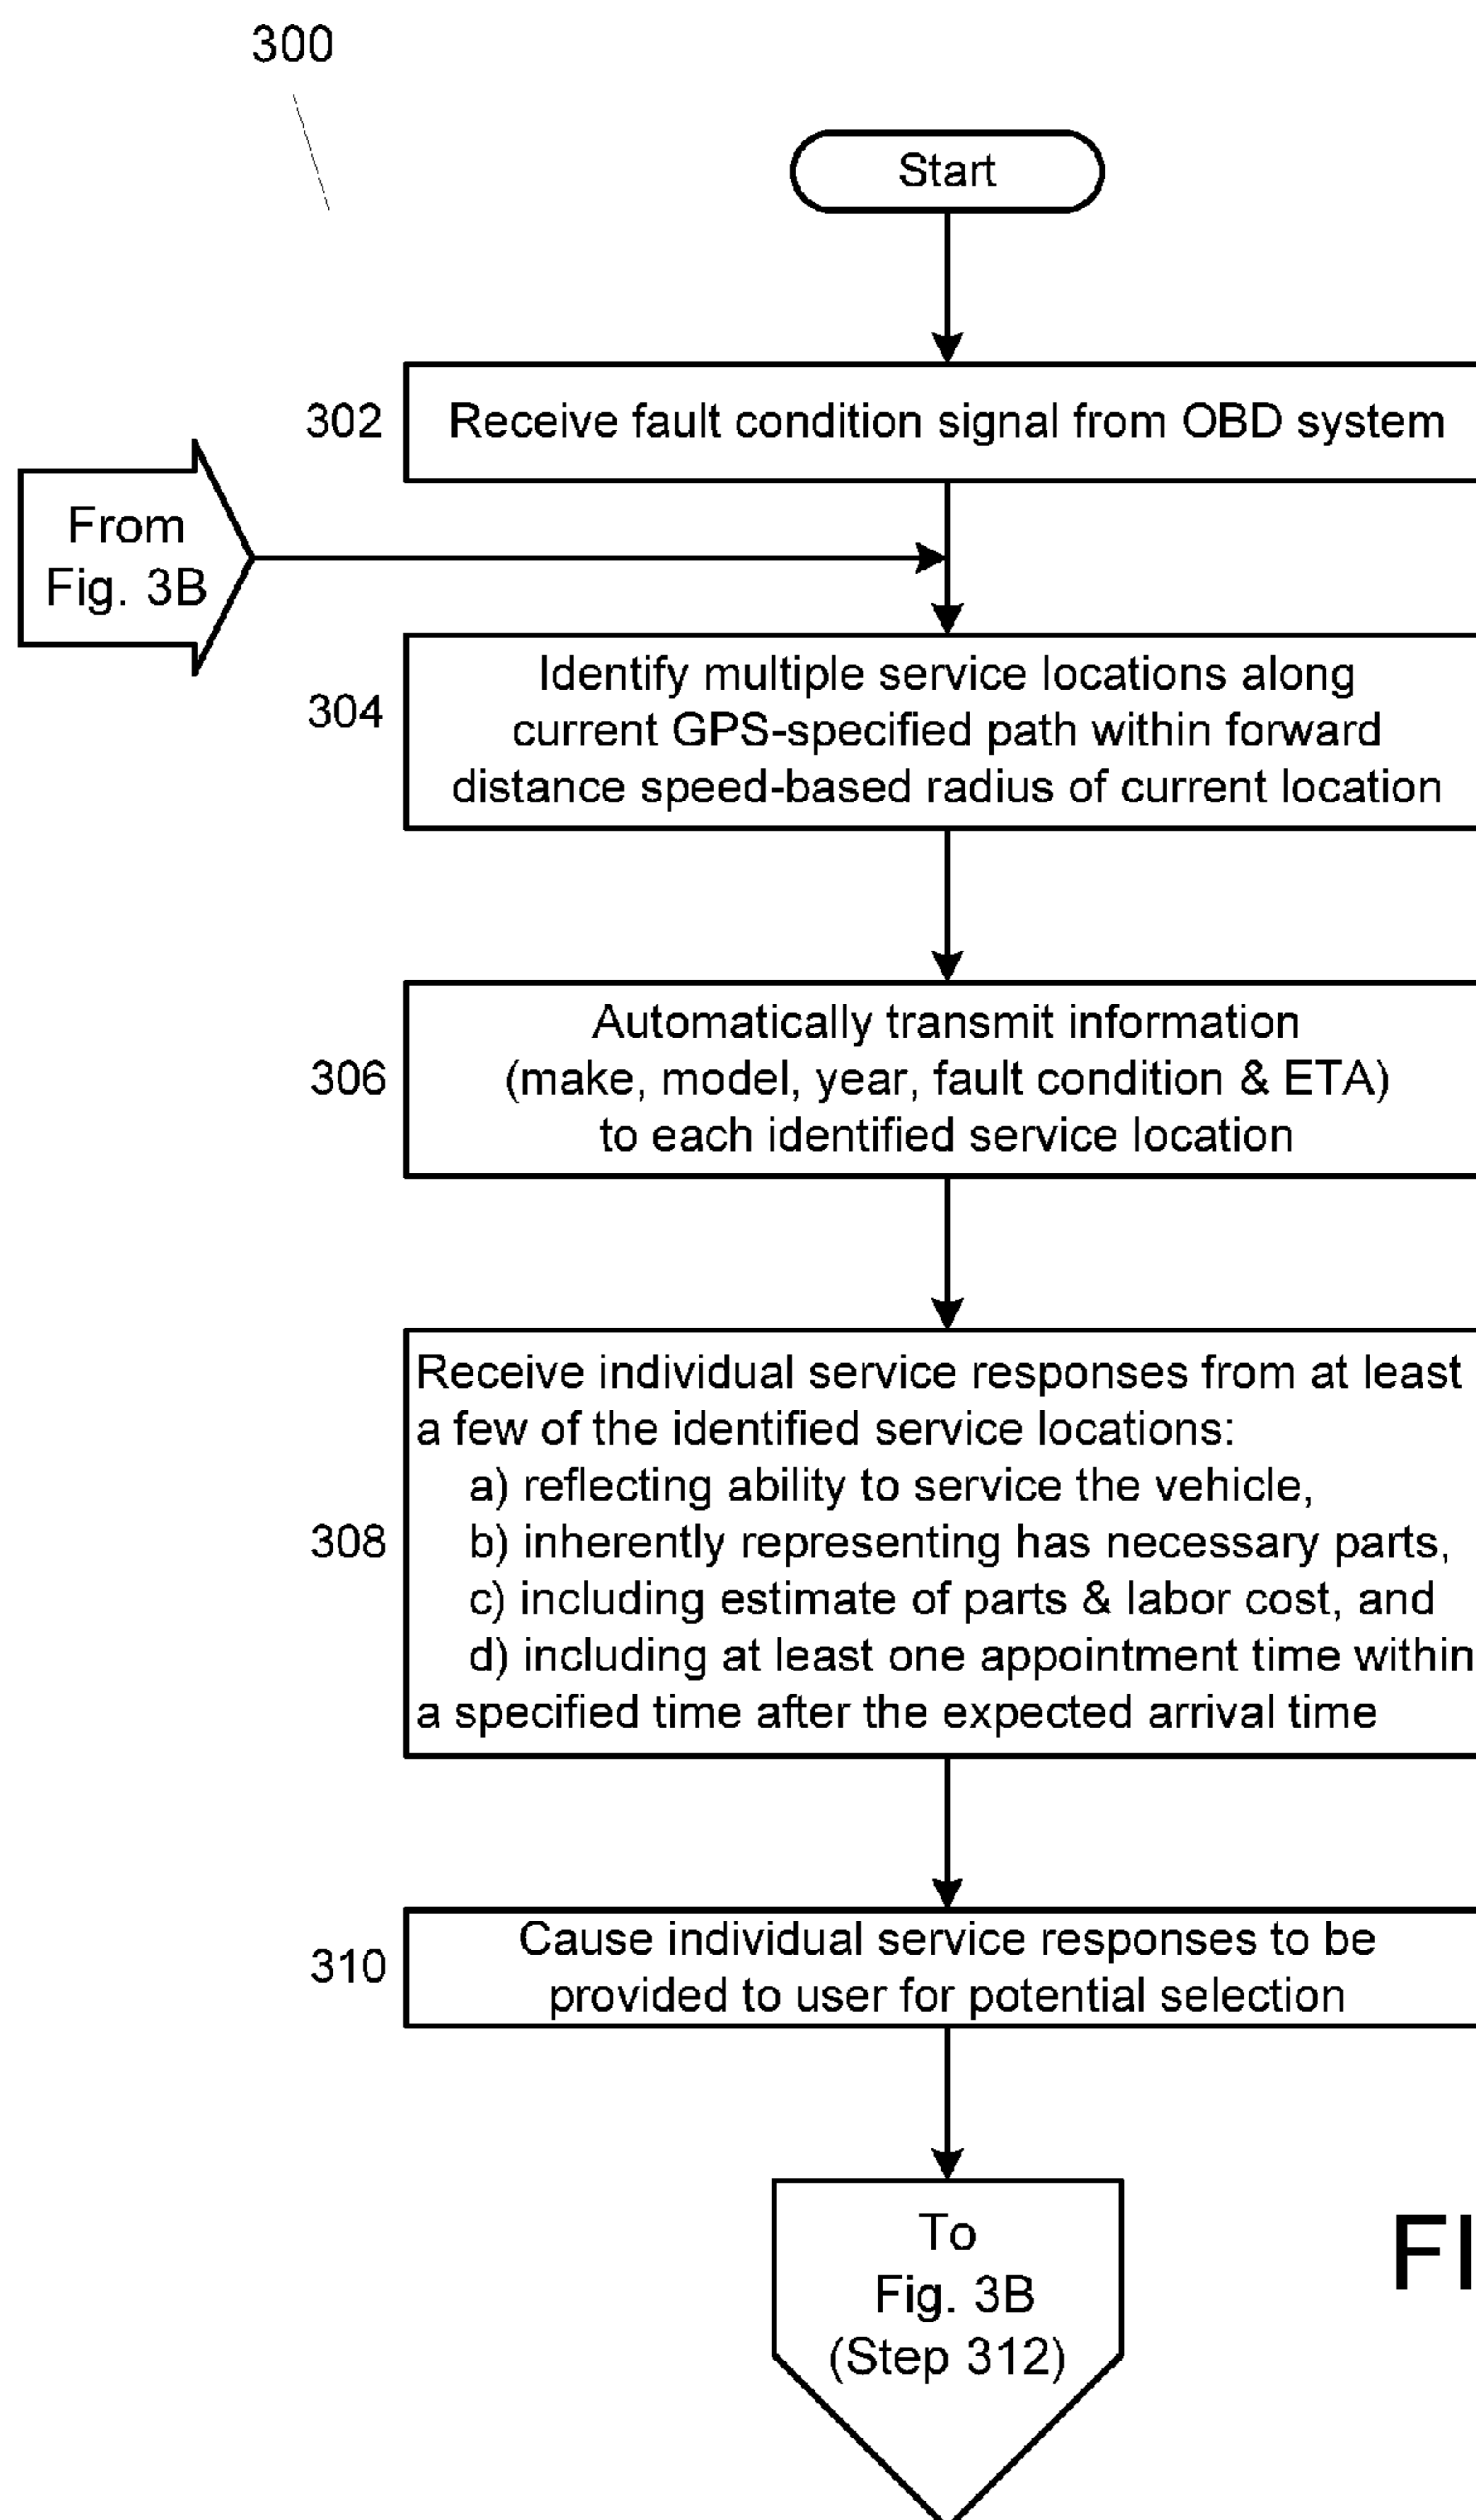 300
Start
302
Receive fault condition signal from OBD system
From
Fig. 3B
304
Identify multiple service locations along
current GPS-specified path within forward
distance speed-based radius of current location
306
Automatically transmit information
(make, model, year, fault condition & ETA)
to each identified service location
308
Receive individual service responses from at least
a few of the identified service locations:
a) reflecting ability to service the vehicle,
b) inherently representing has necessary parts,
c) including estimate of parts & labor cost, and
d) including at least one appointment time within
a specified time after the expected arrival time
310
Cause individual service responses to be
provided to user for potential selection
To
Fig. 3B
(Step 312)